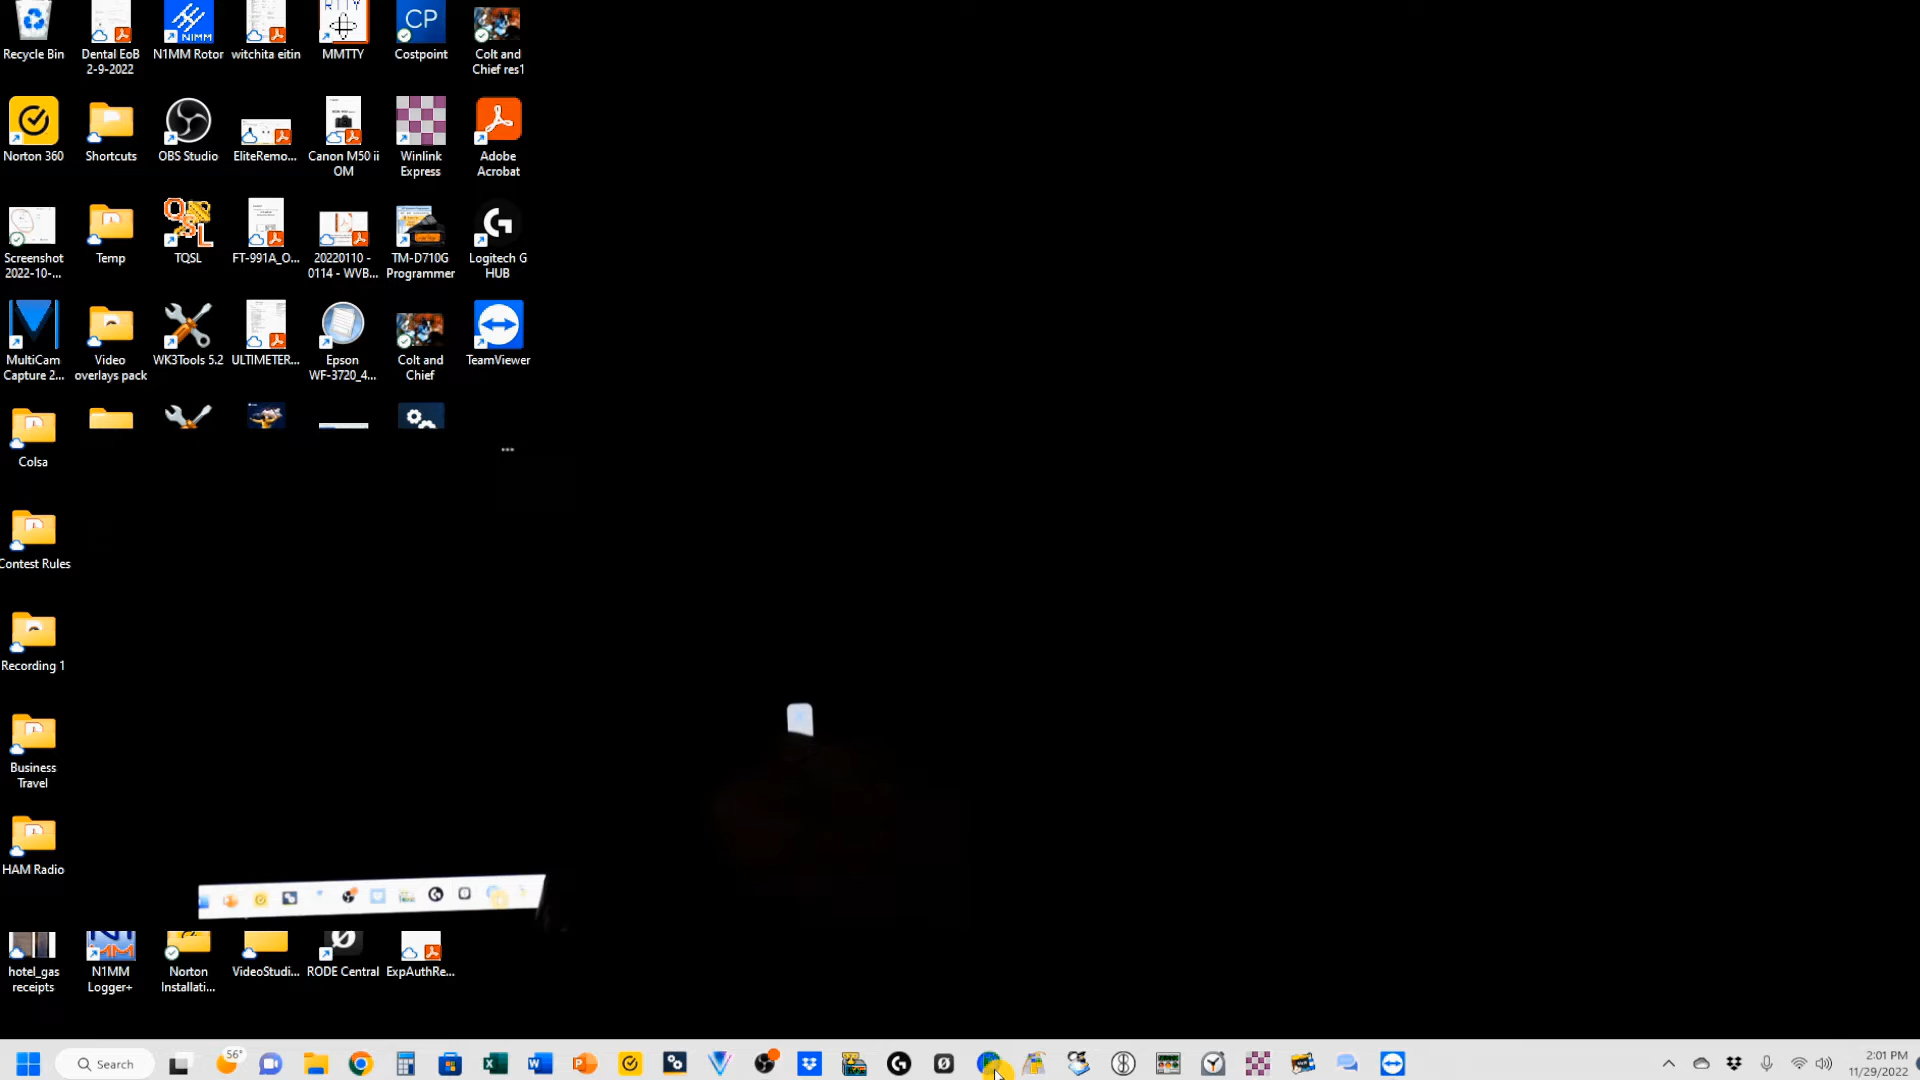 Recycle Bin
Dental EoB
2-9-2022
N1MM Rotor
witchita eitin
RTTY
MMTTY
CP
Costpoint
Colt and
Chief res1
Norton 360
Shortcuts
OBS Studio
EliteRemo...
Canon M50 ii
OM
Winlink
Express
Adobe
Acrobat
Screenshot
2022-10-...
Temp
TQSL
FT-991A_O...
20220110 -
0114 - WVB...
TM-D710G
Programmer
Logitech G
HUB
MultiCam
Capture 2...
Video
overlays pack
WK3Tools 5.2
ULTIMETER...
Epson
WF-3720_4...
Colt and
Chief
TeamViewer
Colsa
Contest Rules
Recording 1
Business
Travel
HAM Radio
hotel_gas
receipts
N1MM
Logger+
Norton
Installati...
VideoStudi...
RODE Central
ExpAuthRe...
Search
56°
2:01 PM
11/29/2022